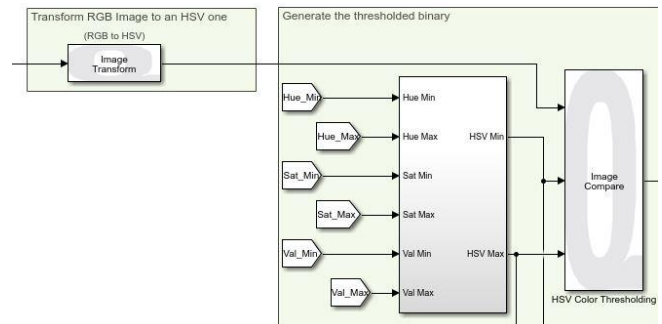 Transform RGB Image to an HSV one
(RGB to HSV)
Image
Transform
Generate the thresholded binary
Hue_Min
Hue Min
Hue_Max
Hue Max
HSV Min
Sat_Min
Sat Min
Sat_Max
Sat Max
Val_Min
Val Min
HSV Max
Val_Max
Val Max
Image
Compare
HSV Color Thresholding